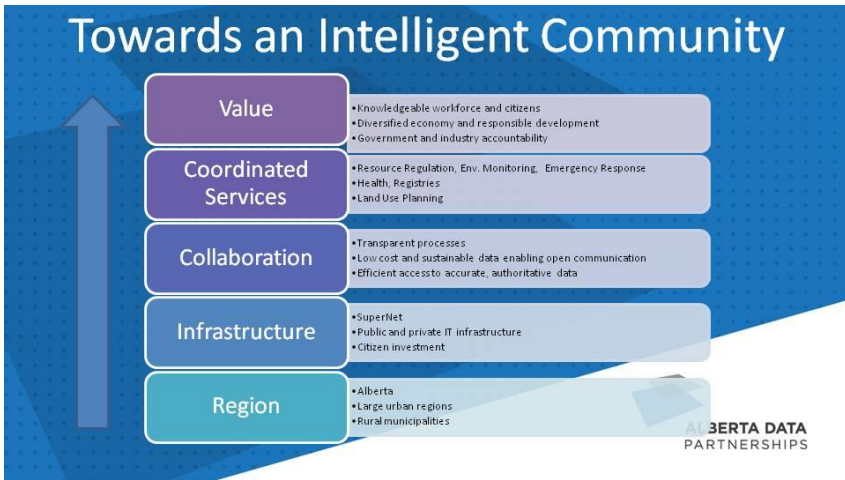 Towards an Intelligent Community
Value
•Knowledgeable workforce and citizens
•Diversified economy and responsible development
•Government and industry accountability
Coordinated
Services
•Resource Regulation, Env. Monitoring, Emergency Response
•Health, Registries
•Land Use Planning
Collaboration
•Transparent processes
•Low cost and sustainable data enabling open communication
•Efficient access to accurate, authoritative data
Infrastructure
•SuperNet
•Public and private IT infrastructure
•Citizen investment
Region
•Alberta
•Large urban regions
•Rural municipalities
ALBERTA DATA
PARTNERSHIPS